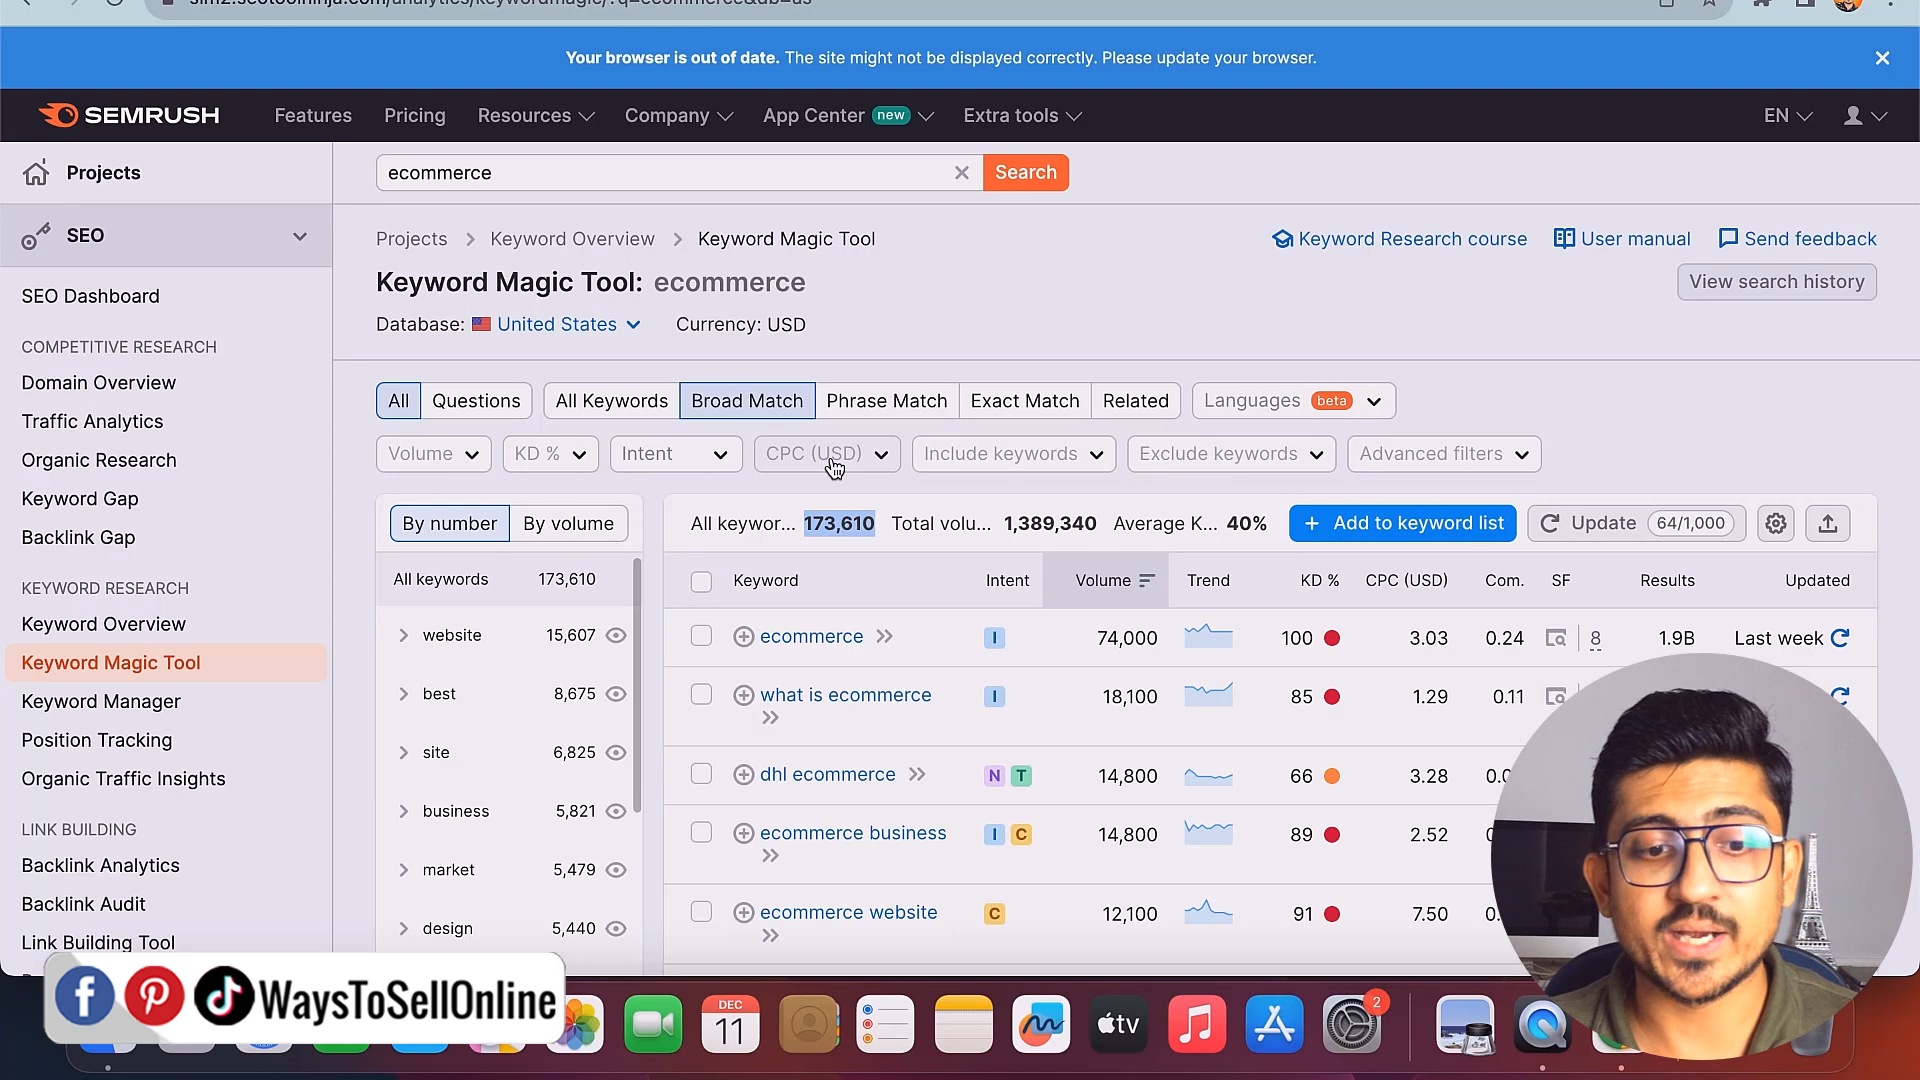 Your browser is out of date. The site might not be displayed correctly. Please update your browser.
SEMRUSH Features Pricing Resources Company App Center new Extra tools EN
Projects
ecommerce Search
SEO
Projects > Keyword Overview > Keyword Magic Tool
Keyword Research course User manual Send feedback
Keyword Magic Tool: ecommerce
View search history
Database: United States Currency: USD
SEO Dashboard
COMPETITIVE RESEARCH
Domain Overview
Traffic Analytics
Organic Research
Keyword Gap
Backlink Gap
KEYWORD RESEARCH
Keyword Overview
Keyword Magic Tool
Keyword Manager
Position Tracking
Organic Traffic Insights
LINK BUILDING
Backlink Analytics
Backlink Audit
Link Building Tool
All Questions All Keywords Broad Match Phrase Match Exact Match Related Languages beta
Volume KD % Intent CPC (USD) Include keywords Exclude keywords Advanced filters
By number By volume
All keywords 173,610
website 15,607
best 8,675
site 6,825
business 5,821
market 5,479
design 5,440
All keywor... 173,610 Total volu... 1,389,340 Average K... 40% + Add to keyword list Update 64/1,000
Keyword Intent Volume Trend KD % CPC (USD) Com. SF Results Updated
ecommerce I 74,000 100 3.03 0.24 8 1.9B Last week
what is ecommerce I 18,100 85 1.29 0.11
dhl ecommerce N T 14,800 66 3.28
ecommerce business I C 14,800 89 2.52
ecommerce website C 12,100 91 7.50
WaysToSellOnline
DEC
11
tv
2